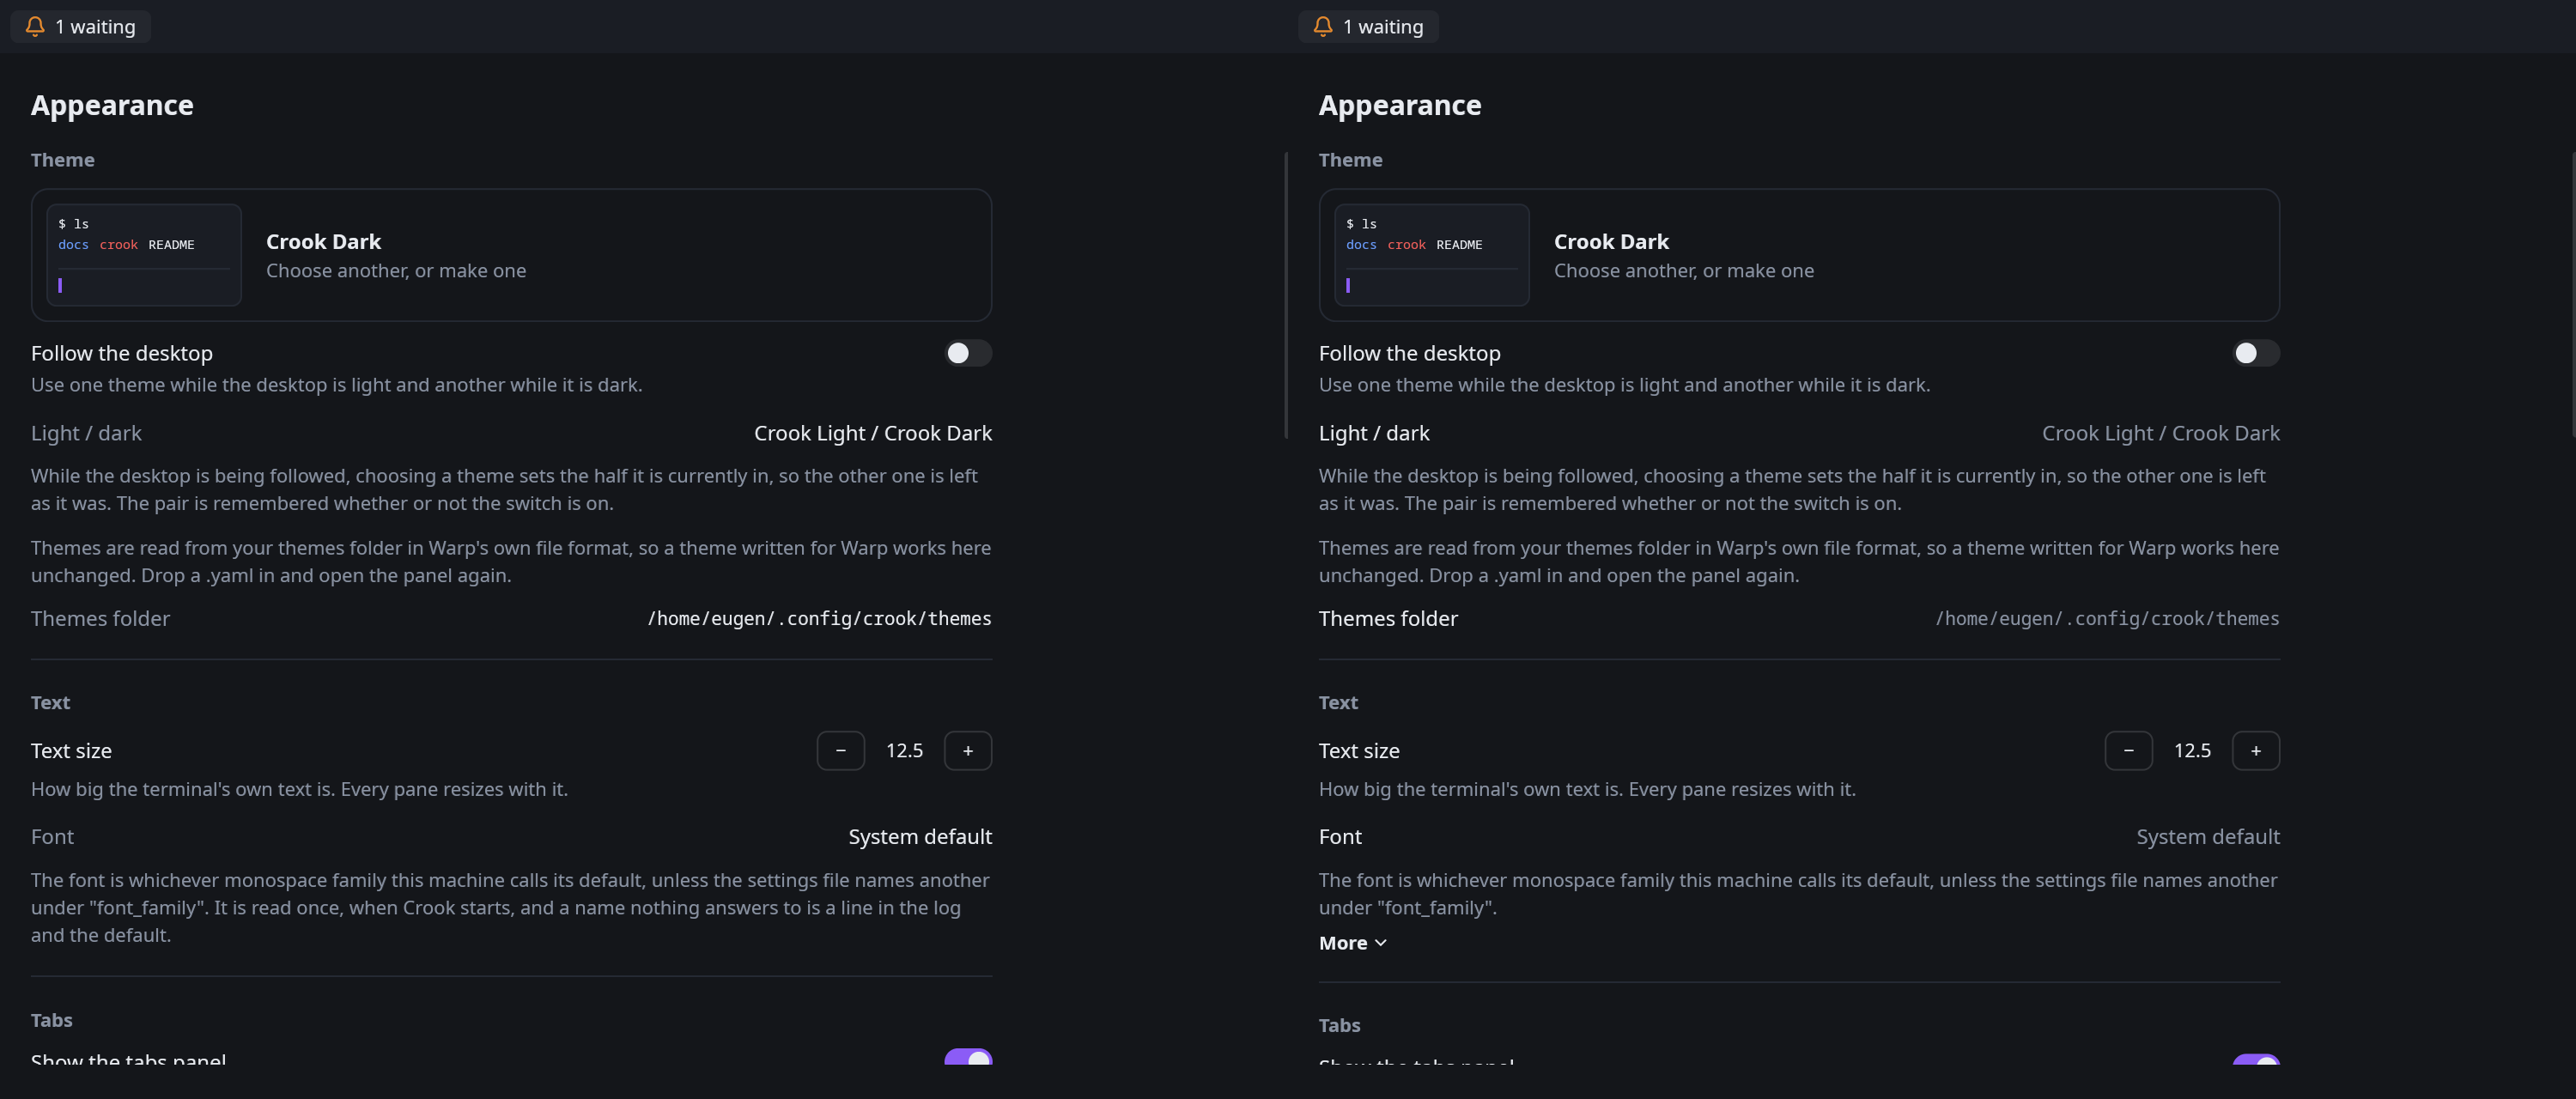 1 waiting
Appearance
Theme
$ ls
docs crook README
Crook Dark
Choose another, or make one
Follow the desktop
Use one theme while the desktop is light and another while it is dark.
Light / dark
Crook Light / Crook Dark
While the desktop is being followed, choosing a theme sets the half it is currently in, so the other one is left
as it was. The pair is remembered whether or not the switch is on.
Themes are read from your themes folder in Warp's own file format, so a theme written for Warp works here
unchanged. Drop a .yaml in and open the panel again.
Themes folder
/home/eugen/.config/crook/themes
Text
Text size
− 12.5 +
How big the terminal's own text is. Every pane resizes with it.
Font
System default
The font is whichever monospace family this machine calls its default, unless the settings file names another
under "font_family". It is read once, when Crook starts, and a name nothing answers to is a line in the log
and the default.
Tabs
Show the tabs panel
1 waiting
Appearance
Theme
$ ls
docs crook README
Crook Dark
Choose another, or make one
Follow the desktop
Use one theme while the desktop is light and another while it is dark.
Light / dark
Crook Light / Crook Dark
While the desktop is being followed, choosing a theme sets the half it is currently in, so the other one is left
as it was. The pair is remembered whether or not the switch is on.
Themes are read from your themes folder in Warp's own file format, so a theme written for Warp works here
unchanged. Drop a .yaml in and open the panel again.
Themes folder
/home/eugen/.config/crook/themes
Text
Text size
− 12.5 +
How big the terminal's own text is. Every pane resizes with it.
Font
System default
The font is whichever monospace family this machine calls its default, unless the settings file names another
under "font_family".
More
Tabs
Show the tabs panel